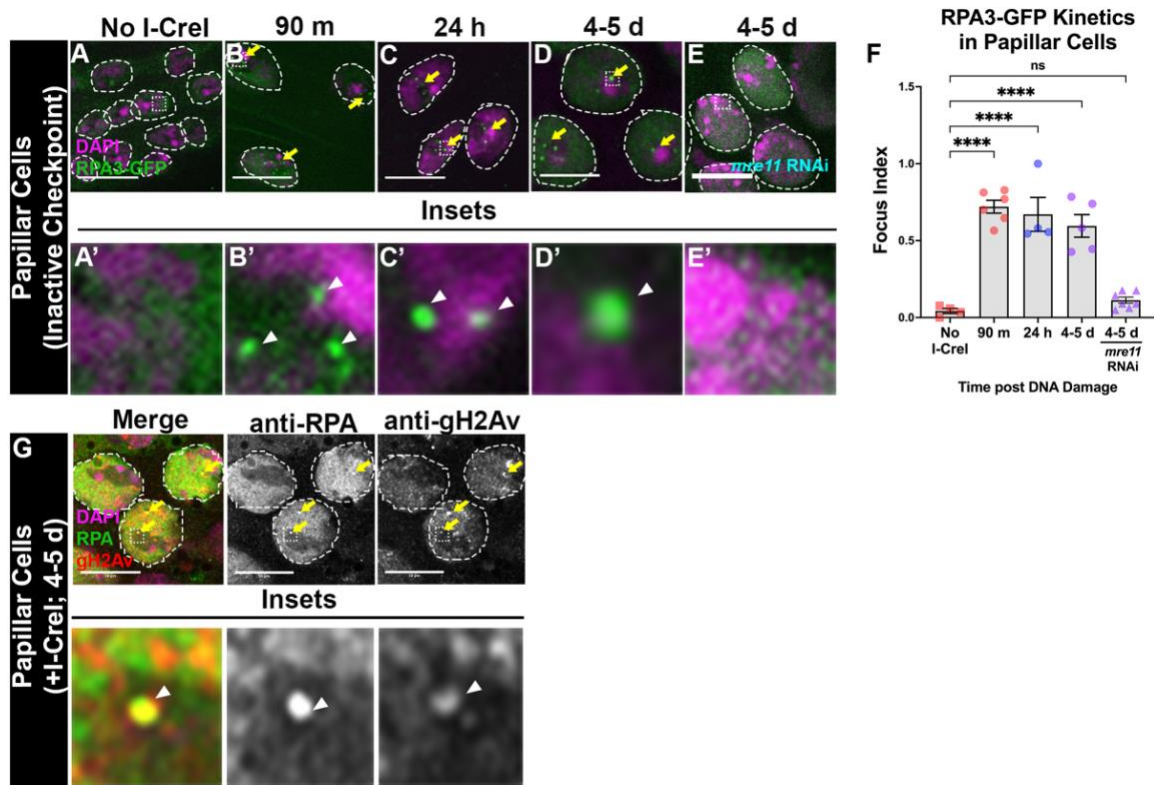 No I-CreI
90 m
24 h
4-5 d
4-5 d
Papillar Cells
(Inactive Checkpoint)
A
DAPI
RPA3-GFP
B
C
D
E
mre11 RNAi
Insets
A’
B’
C’
D’
E’
RPA3-GFP Kinetics
in Papillar Cells
F
ns
****
****
****
Focus Index
1.0
0.5
0.0
No
I-CreI
90 m
24 h
4-5 d
4-5 d
mre11
RNAi
Time post DNA Damage
Papillar Cells
(+I-CreI; 4-5 d)
Merge
anti-RPA
anti-gH2Av
G
DAPI
RPA
gH2Av
Insets